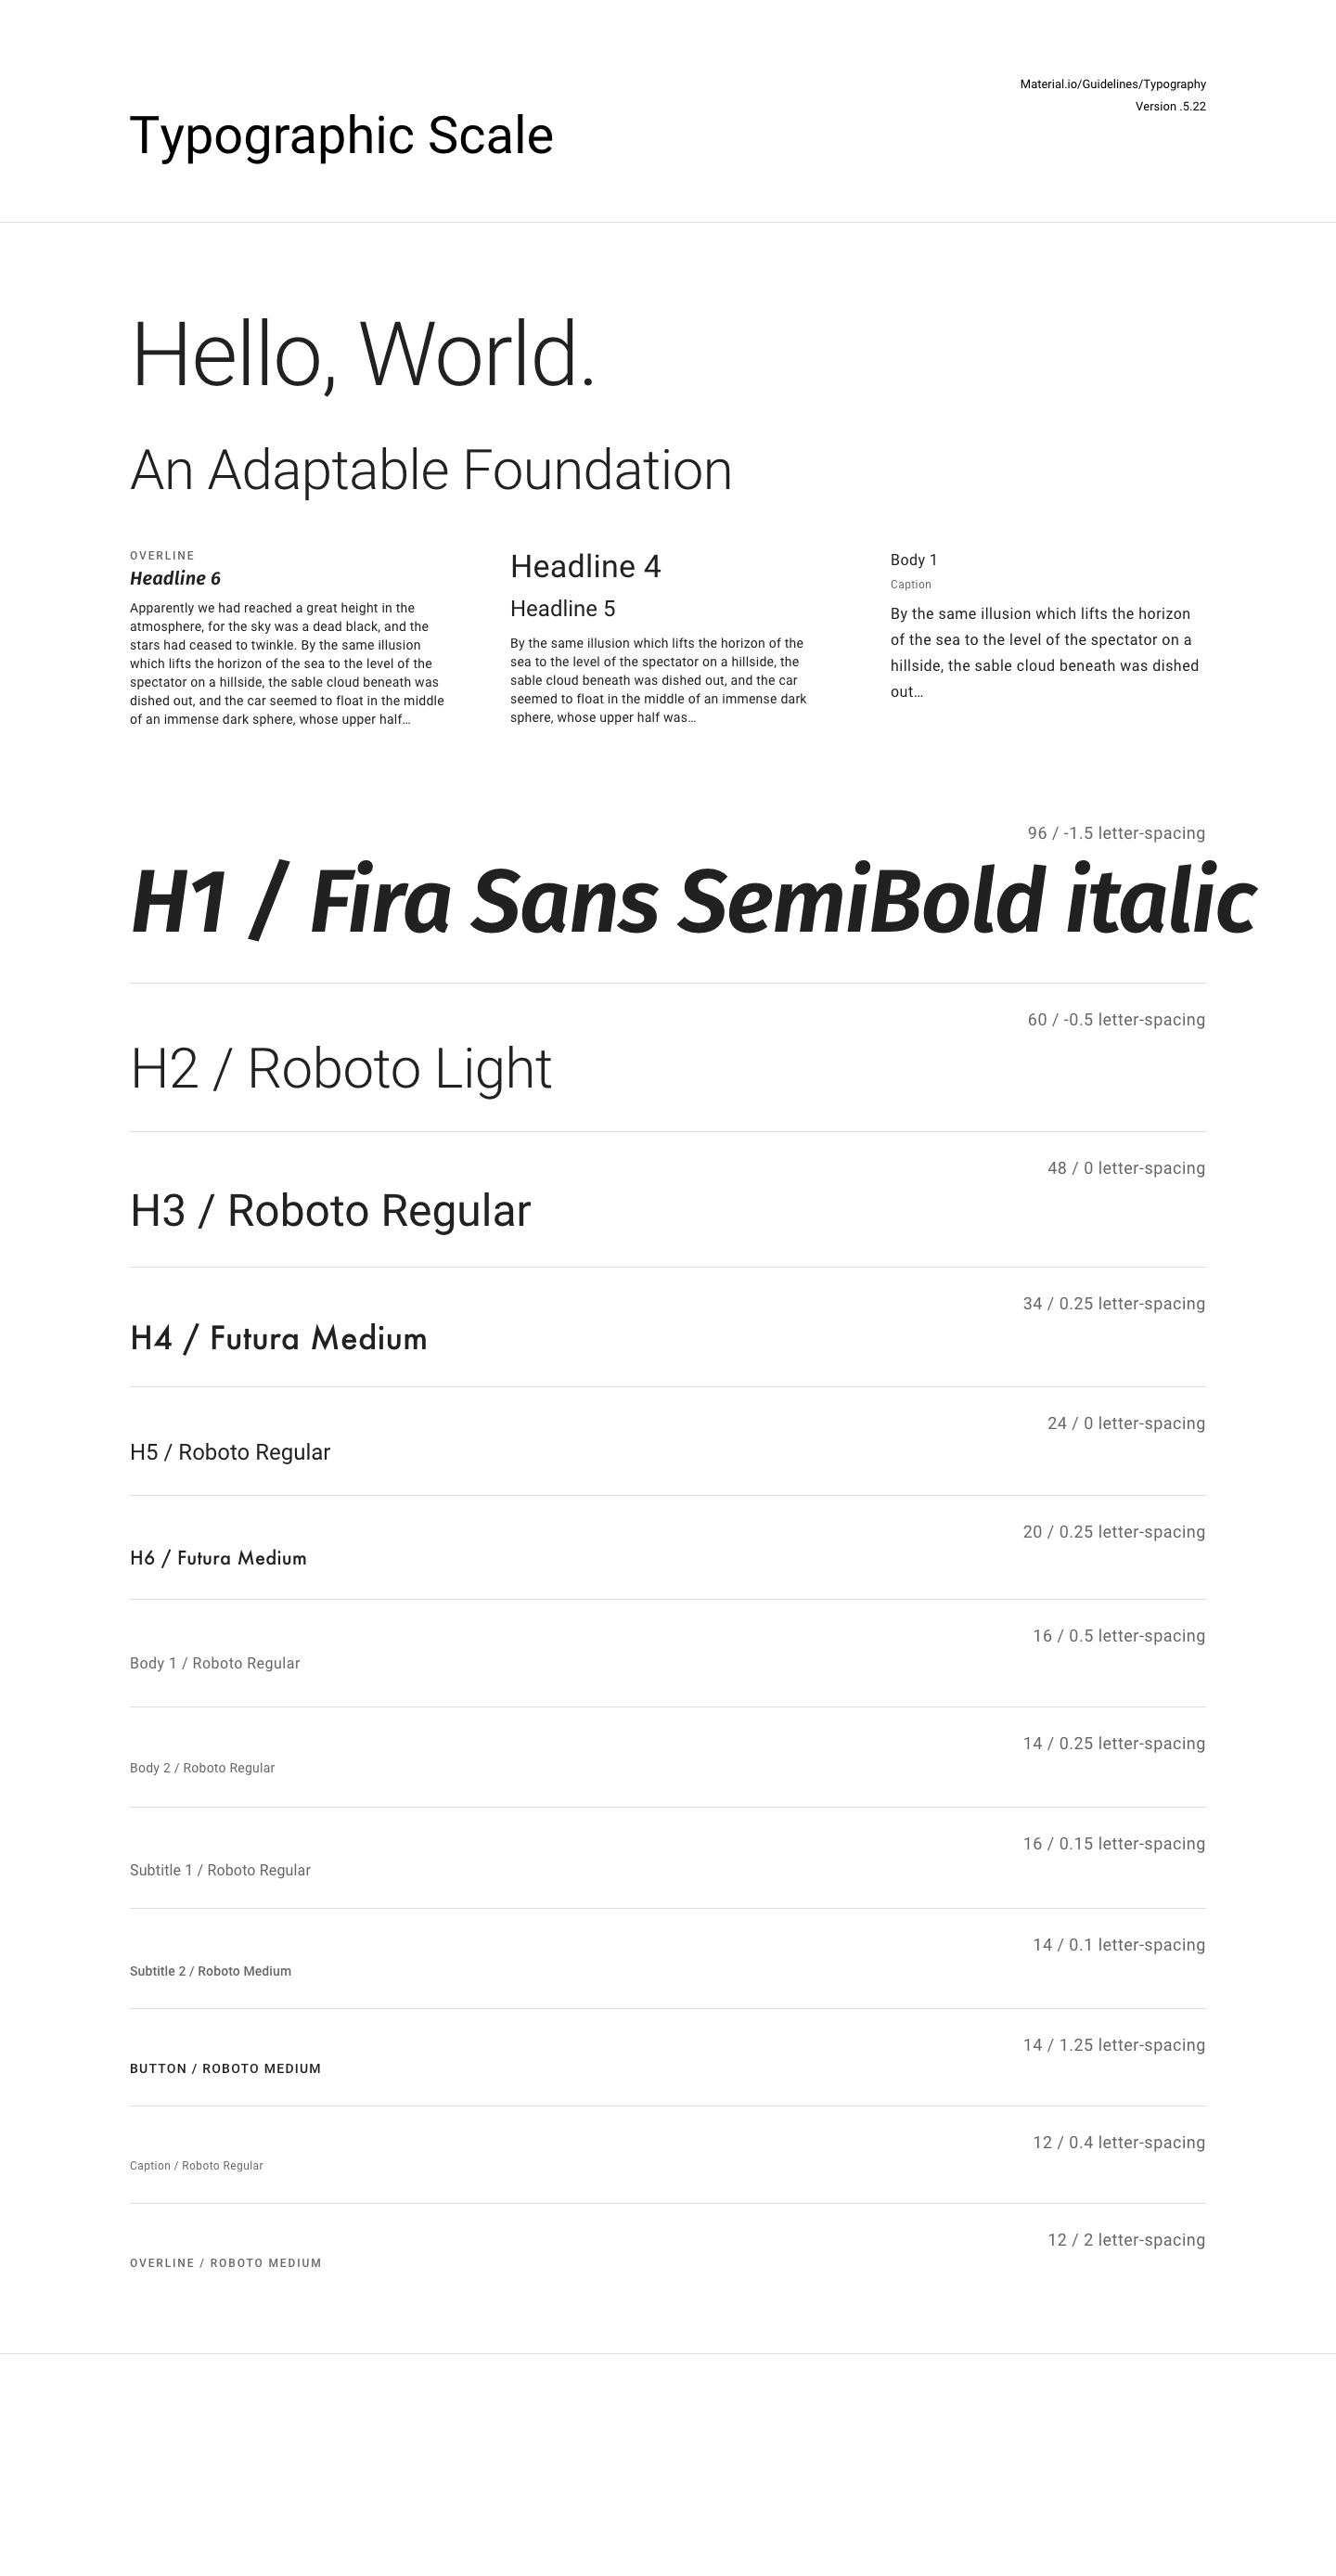 Material.io/Guidelines/Typography
Version .5.22
Typographic Scale
Hello, World.
An Adaptable Foundation
OVERLINE
Headline 6
Apparently we had reached a great height in the
atmosphere, for the sky was a dead black, and the
stars had ceased to twinkle. By the same illusion
which lifts the horizon of the sea to the level of the
spectator on a hillside, the sable cloud beneath was
dished out, and the car seemed to float in the middle
of an immense dark sphere, whose upper half…
Headline 4
Headline 5
By the same illusion which lifts the horizon of the
sea to the level of the spectator on a hillside, the
sable cloud beneath was dished out, and the car
seemed to float in the middle of an immense dark
sphere, whose upper half was…
Body 1
Caption
By the same illusion which lifts the horizon
of the sea to the level of the spectator on a
hillside, the sable cloud beneath was dished
out…
96 / -1.5 letter-spacing
H1 / Fira Sans SemiBold italic
60 / -0.5 letter-spacing
H2 / Roboto Light
48 / 0 letter-spacing
H3 / Roboto Regular
34 / 0.25 letter-spacing
H4 / Futura Medium
24 / 0 letter-spacing
H5 / Roboto Regular
20 / 0.25 letter-spacing
H6 / Futura Medium
16 / 0.5 letter-spacing
Body 1 / Roboto Regular
14 / 0.25 letter-spacing
Body 2 / Roboto Regular
16 / 0.15 letter-spacing
Subtitle 1 / Roboto Regular
14 / 0.1 letter-spacing
Subtitle 2 / Roboto Medium
14 / 1.25 letter-spacing
BUTTON / ROBOTO MEDIUM
12 / 0.4 letter-spacing
Caption / Roboto Regular
12 / 2 letter-spacing
OVERLINE / ROBOTO MEDIUM